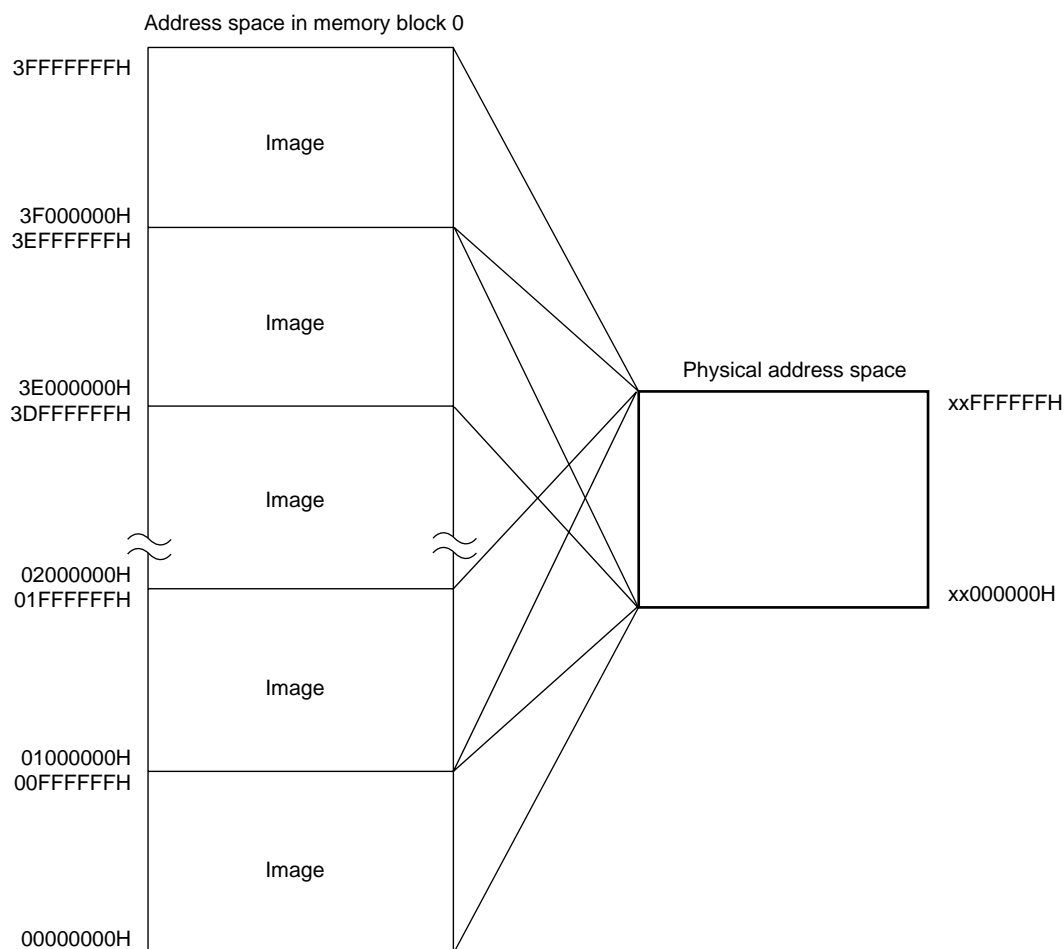 Address space in memory block 0
3FFFFFFFH
Image
3F000000H
3EFFFFFFH
Image
3E000000H
3DFFFFFFH
Physical address space
xxFFFFFFH
Image
02000000H
01FFFFFFH
xx000000H
Image
01000000H
00FFFFFFH
Image
00000000H